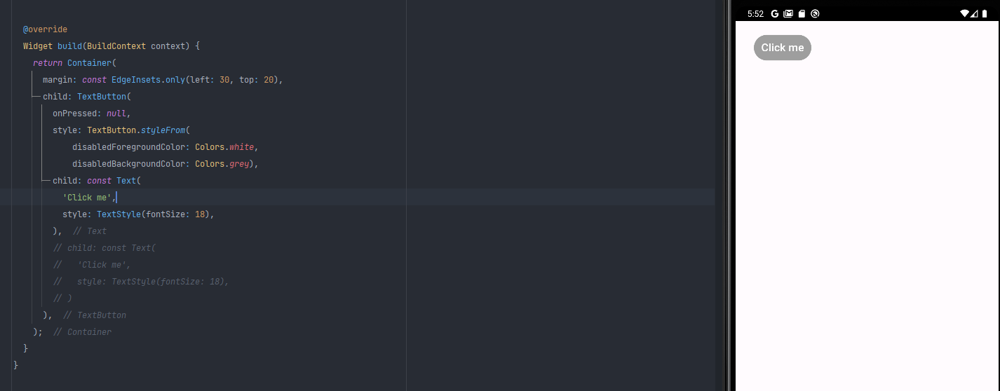 @override
Widget build(BuildContext context) {
return Container(
margin: const EdgeInsets.only(left: 30, top: 20),
child: TextButton(
onPressed: null,
style: TextButton.styleFrom(
disabledForegroundColor: Colors.white,
disabledBackgroundColor: Colors.grey),
child: const Text(
'Click me',
style: TextStyle(fontSize: 18),
), // Text
// child: const Text(
// 'Click me',
// style: TextStyle(fontSize: 18),
// )
), // TextButton
); // Container
}
}
5:52 G
Click me